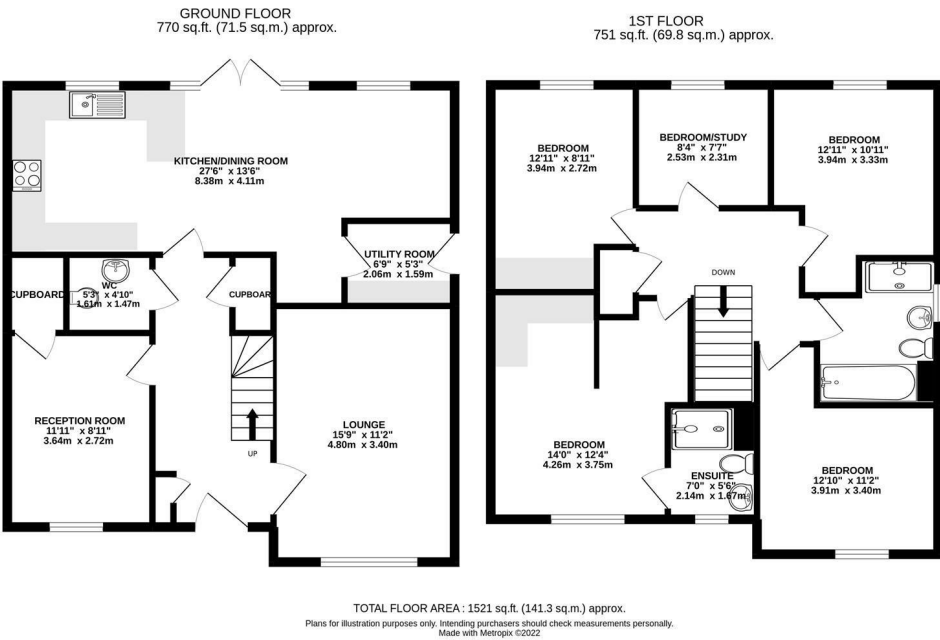 GROUND FLOOR
770 sq.ft. (71.5 sq.m.) approx.
KITCHEN/DINING ROOM
27'6" x 13'6"
8.38m x 4.11m
UTILITY ROOM
6'9" x 5'3"
2.06m x 1.59m
CUPBOARD
WC
5'3" x 4'10"
1.61m x 1.47m
CUPBOARD
RECEPTION ROOM
11'11" x 8'11"
3.64m x 2.72m
UP
LOUNGE
15'9" x 11'2"
4.80m x 3.40m
1ST FLOOR
751 sq.ft. (69.8 sq.m.) approx.
BEDROOM
12'11" x 8'11"
3.94m x 2.72m
BEDROOM/STUDY
8'4" x 7'7"
2.53m x 2.31m
BEDROOM
12'11" x 10'11"
3.94m x 3.33m
DOWN
BEDROOM
14'0" x 12'4"
4.26m x 3.75m
ENSUITE
7'0" x 5'6"
2.14m x 1.67m
BEDROOM
12'10" x 11'2"
3.91m x 3.40m
TOTAL FLOOR AREA : 1521 sq.ft. (141.3 sq.m.) approx.
Plans for illustration purposes only. Intending purchasers should check measurements personally.
Made with Metropix ©2022